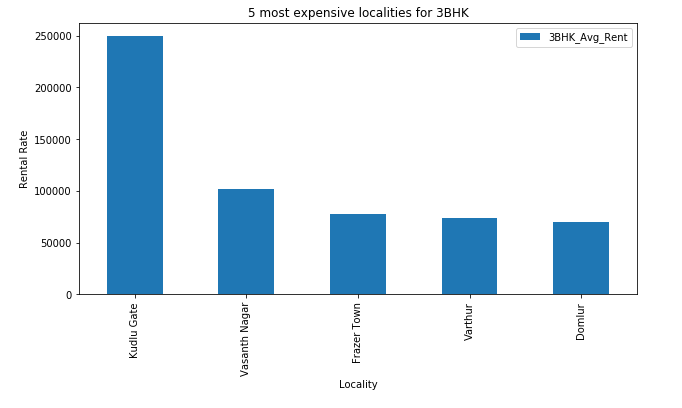 5 most expensive localities for 3BHK
3BHK_Avg_Rent
Rental Rate
250000
200000
150000
100000
50000
0
Kudlu Gate
Vasanth Nagar
Frazer Town
Varthur
Domlur
Locality